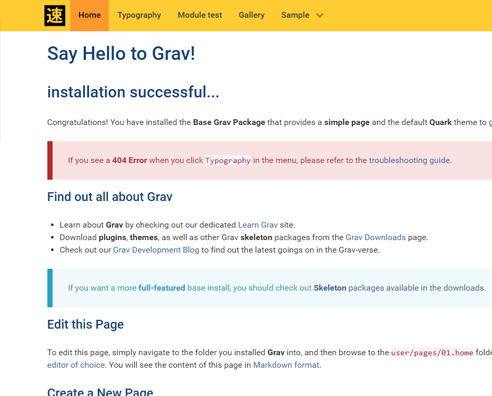 速 Home Typography Module test Gallery Sample
Say Hello to Grav!
installation successful...
Congratulations! You have installed the Base Grav Package that provides a simple page and the default Quark theme to g
If you see a 404 Error when you click Typography in the menu, please refer to the troubleshooting guide.
Find out all about Grav
Learn about Grav by checking out our dedicated Learn Grav site.
Download plugins, themes, as well as other Grav skeleton packages from the Grav Downloads page.
Check out our Grav Development Blog to find out the latest goings on in the Grav-verse.
If you want a more full-featured base install, you should check out Skeleton packages available in the downloads.
Edit this Page
To edit this page, simply navigate to the folder you installed Grav into, and then browse to the user/pages/01.home folde
editor of choice. You will see the content of this page in Markdown format.
Create a New Page